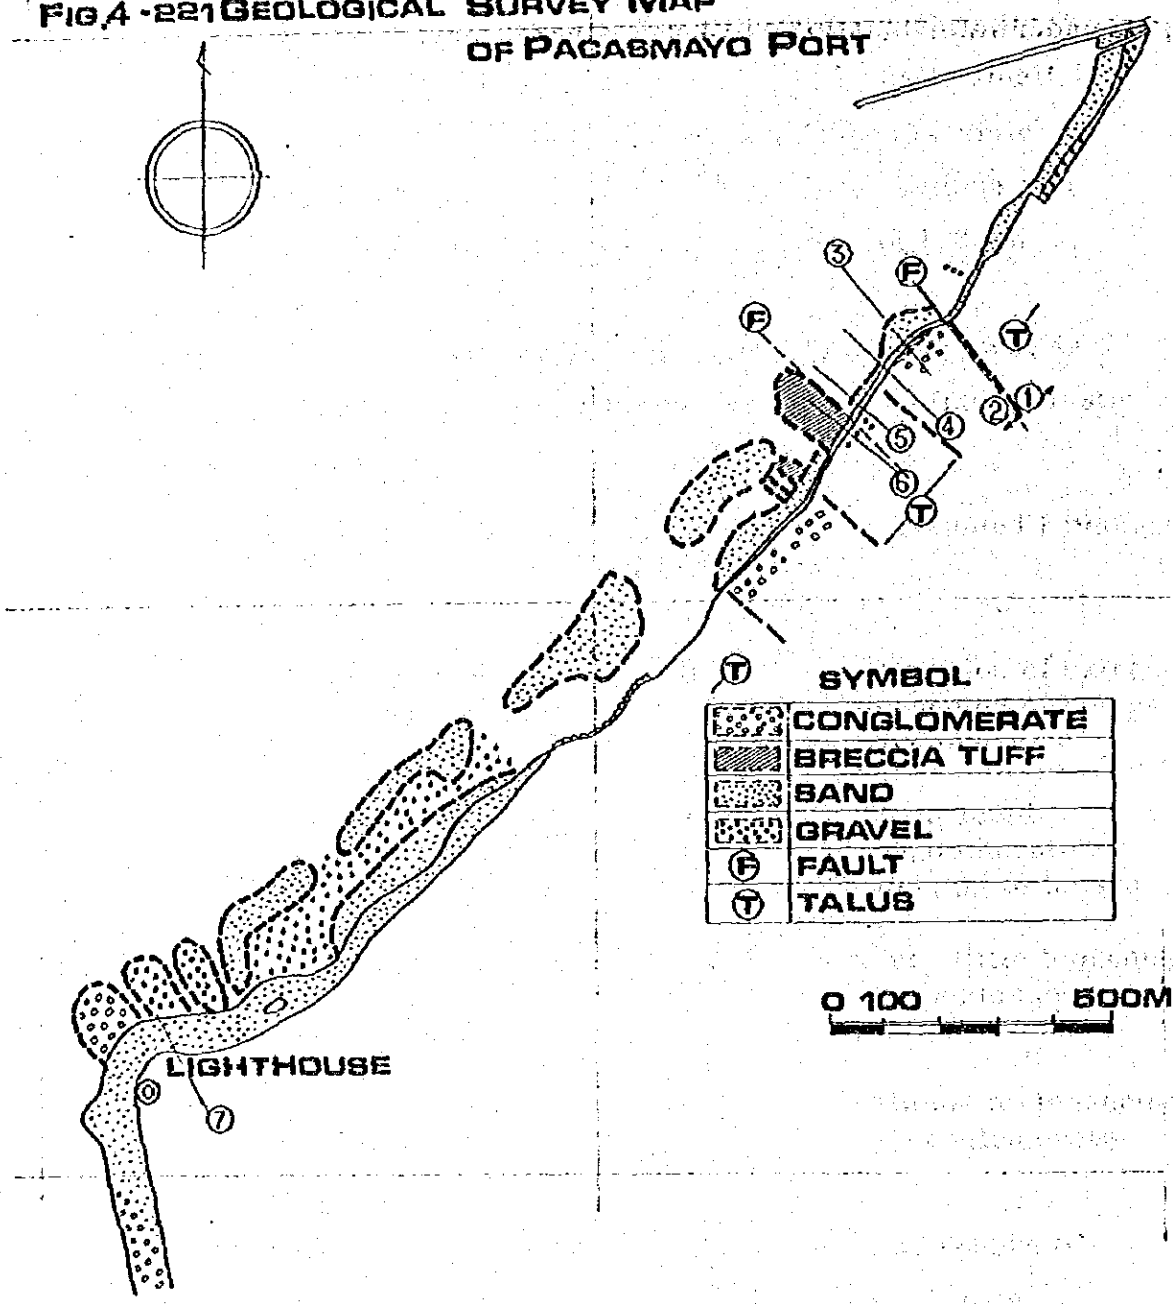 FIG,4-221 GEOLOGICAL SURVEY MAP
OF PACASMAYO PORT
③
F
F
T
①
②
④
⑤
⑥
T
T
SYMBOL
CONGLOMERATE
BRECCIA TUFF
SAND
GRAVEL
F FAULT
T TALUS
0 100 500M
LIGHTHOUSE
⑦